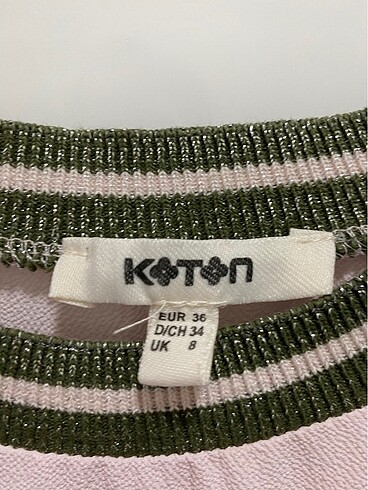 KOTON
EUR 36
D/CH 34
UK 8